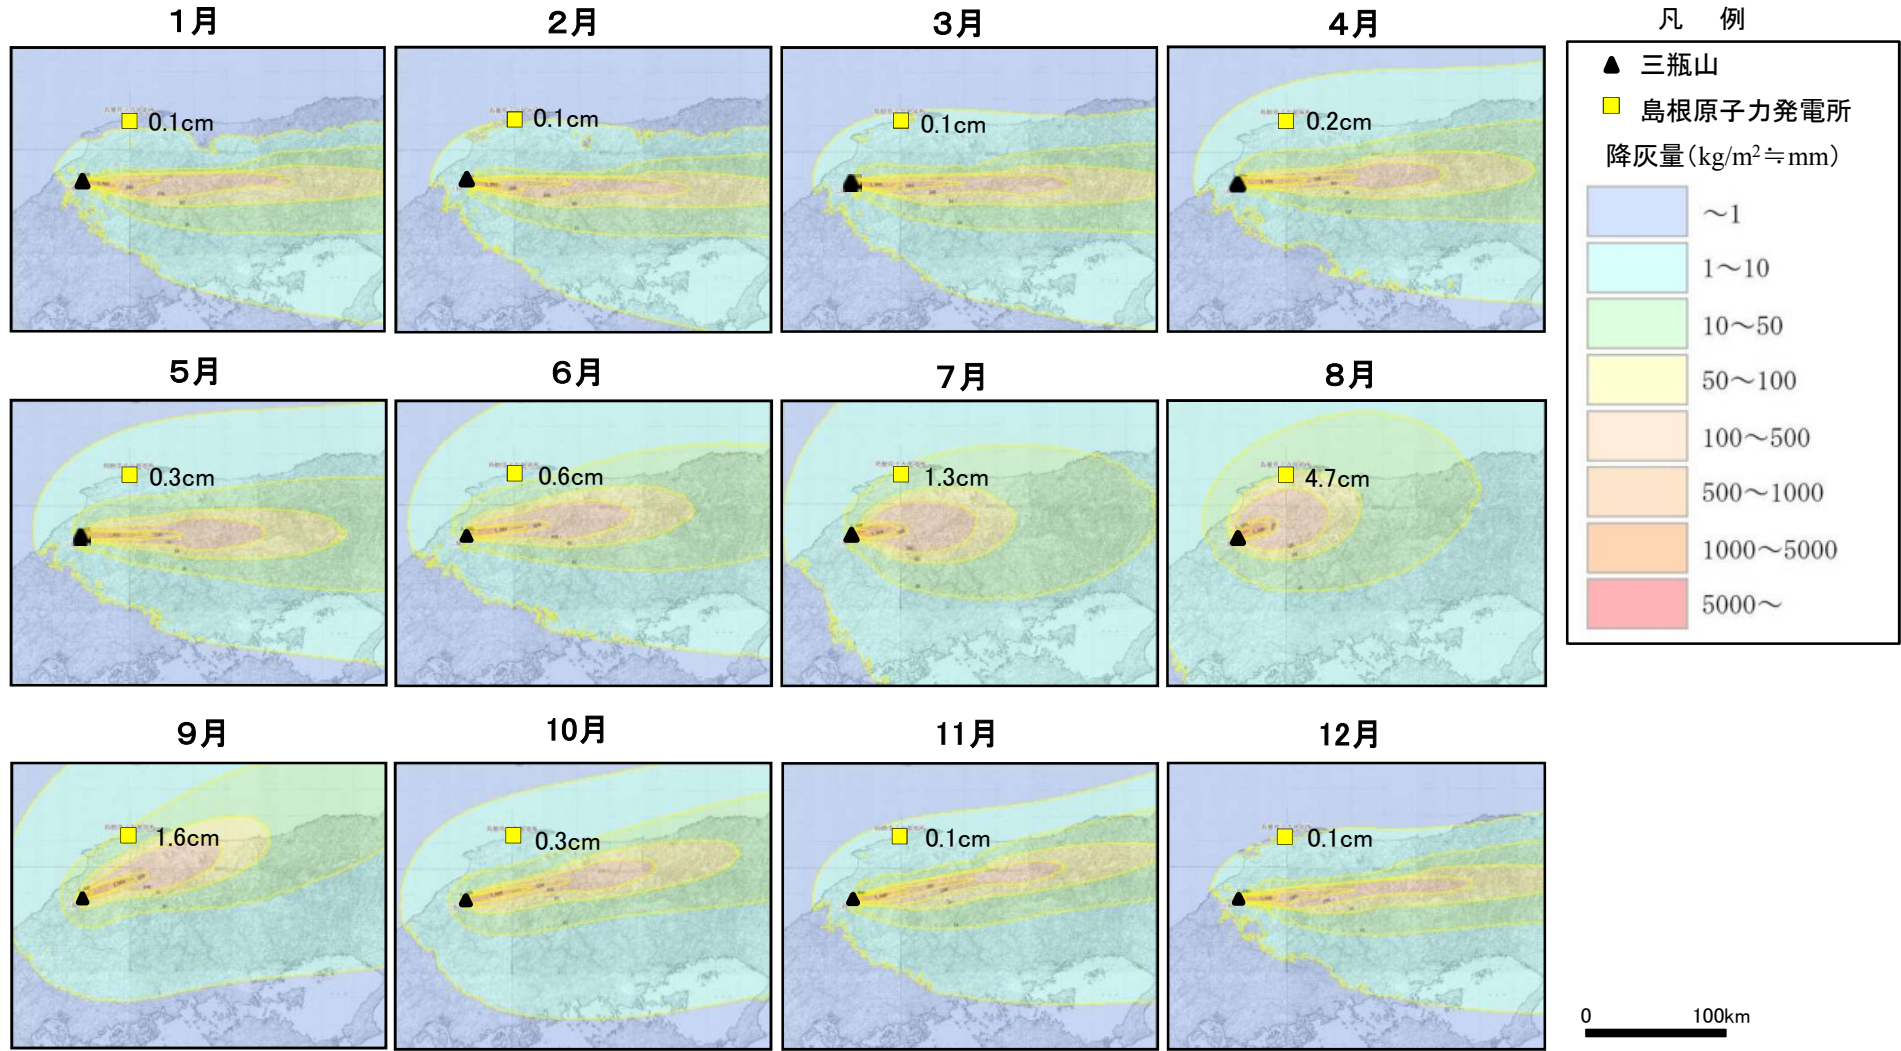 1月
2月
3月
4月
凡 例
三瓶山
島根原子力発電所
降灰量(kg/m²≒mm)
～1
1～10
10～50
50～100
100～500
500～1000
1000～5000
5000～
0.1cm
0.1cm
0.1cm
0.2cm
5月
6月
7月
8月
0.3cm
0.6cm
1.3cm
4.7cm
9月
10月
11月
12月
1.6cm
0.3cm
0.1cm
0.1cm
0 100km